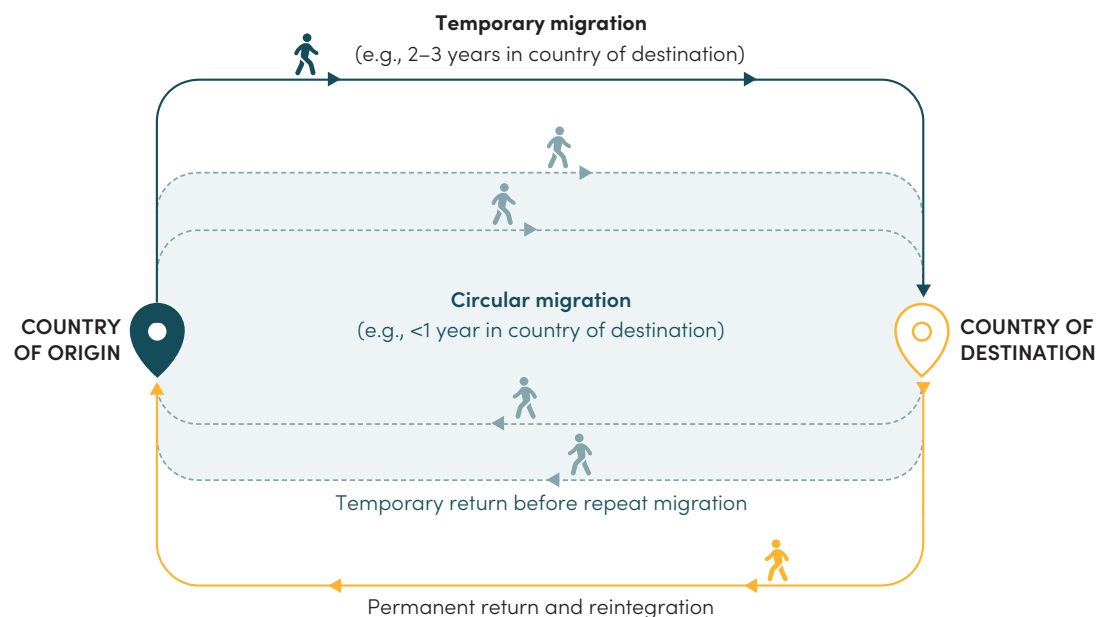 Temporary migration
(e.g., 2–3 years in country of destination)
Circular migration
(e.g., <1 year in country of destination)
COUNTRY
OF ORIGIN
COUNTRY OF
DESTINATION
Temporary return before repeat migration
Permanent return and reintegration